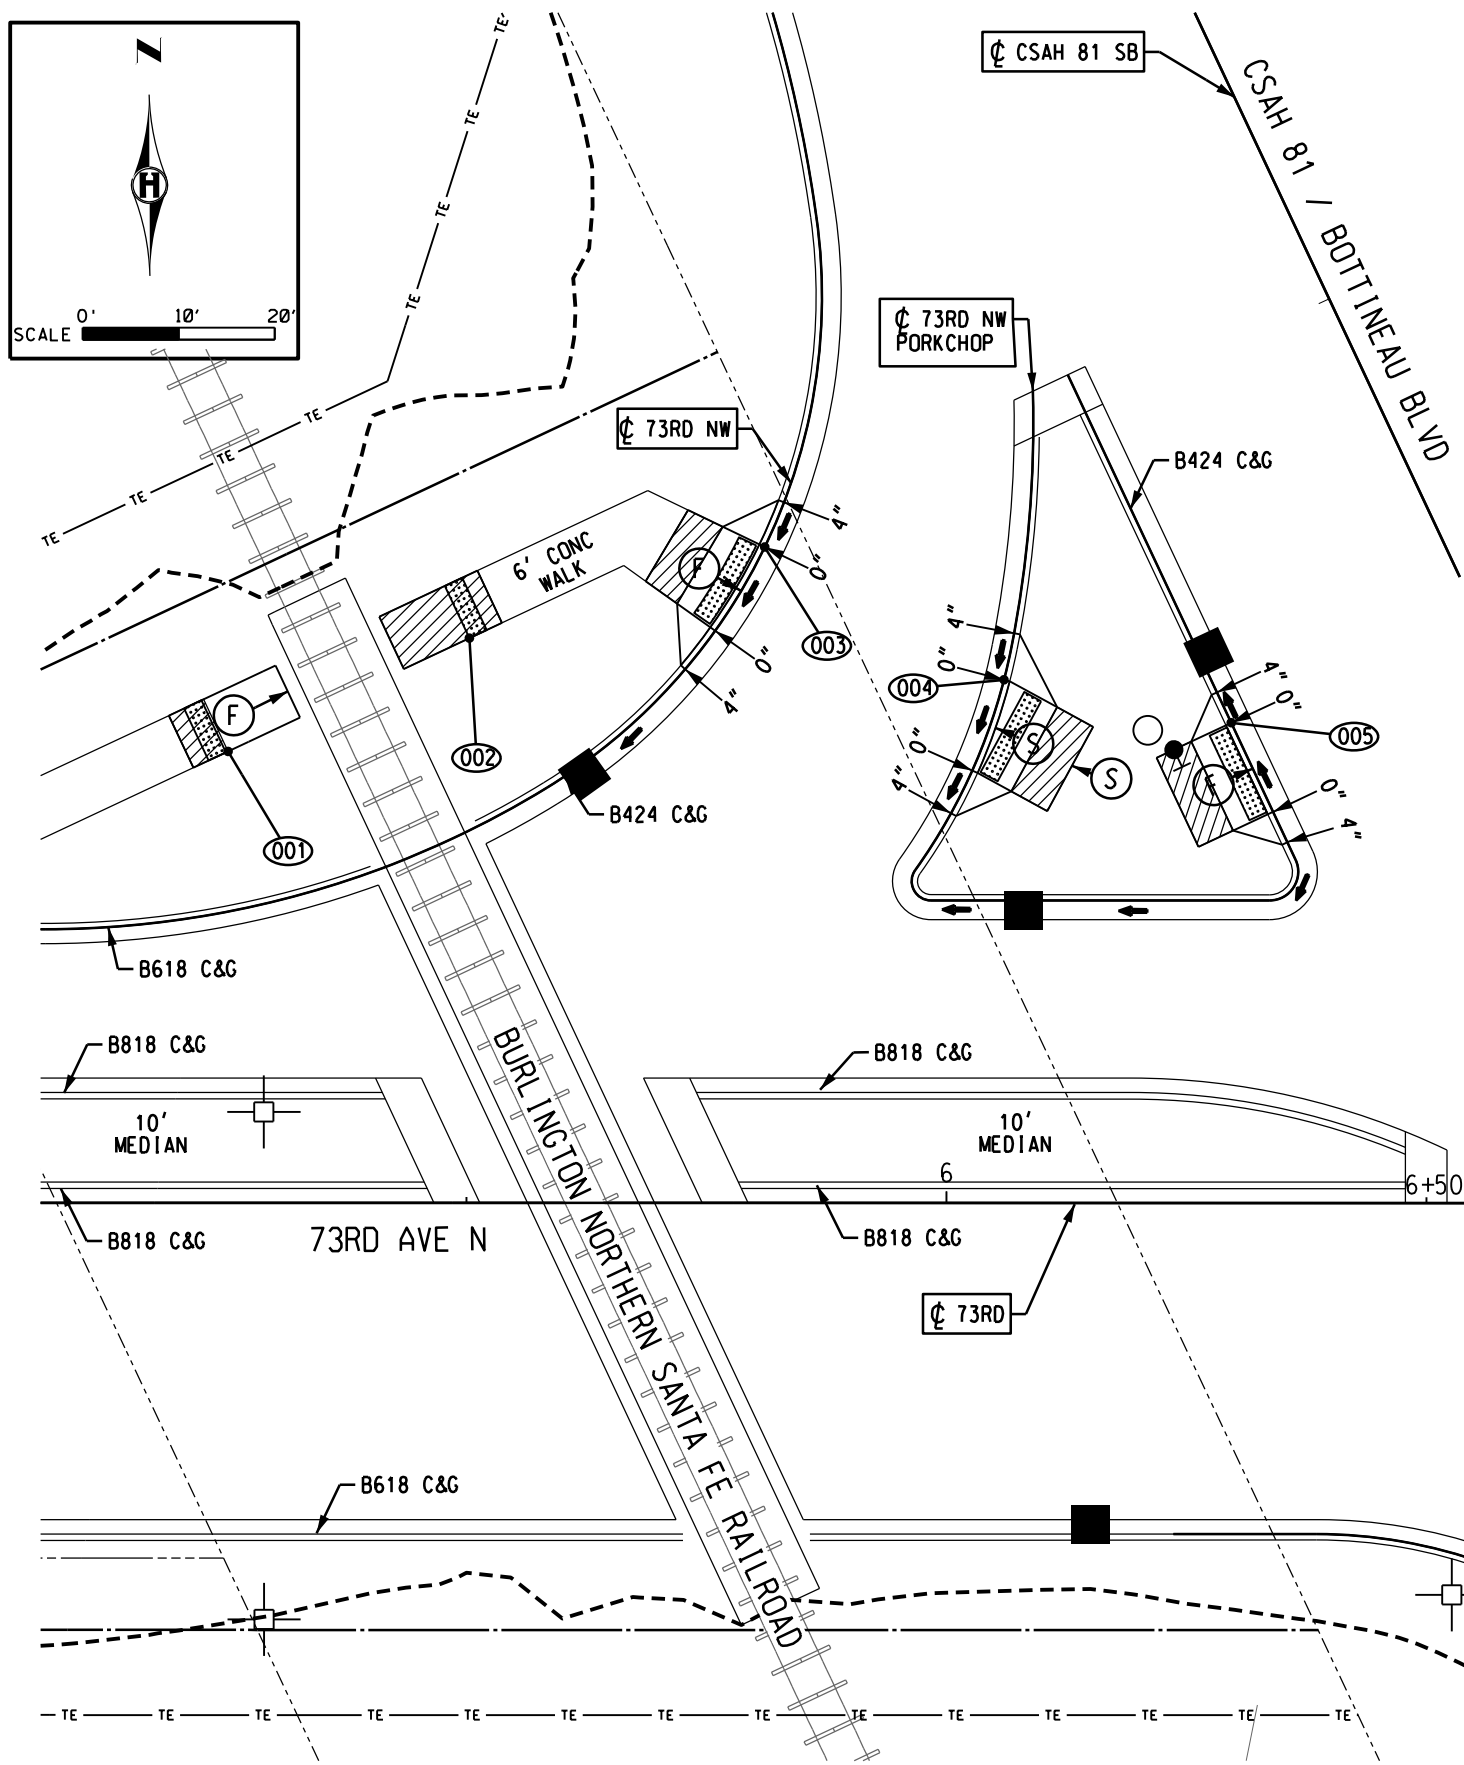 N
H
SCALE
0'
10'
20'
TE
TE
TE
TE
TE
TE
TE
TE
℄ CSAH 81 SB
CSAH 81 / BOTTINEAU BLVD
℄ 73RD NW
PORKCHOP
℄ 73RD NW
B424 C&G
6' CONC
WALK
F
4"
0"
003
0"
4"
002
F
001
B424 C&G
4"
0"
004
0"
4"
S
S
4"
0"
005
F
0"
4"
B618 C&G
B818 C&G
10'
MEDIAN
B818 C&G
73RD AVE N
BURLINGTON NORTHERN SANTA FE RAILROAD
B818 C&G
10'
MEDIAN
6
6+50
B818 C&G
℄ 73RD
B618 C&G
TE TE TE TE TE TE TE TE TE TE TE TE TE TE